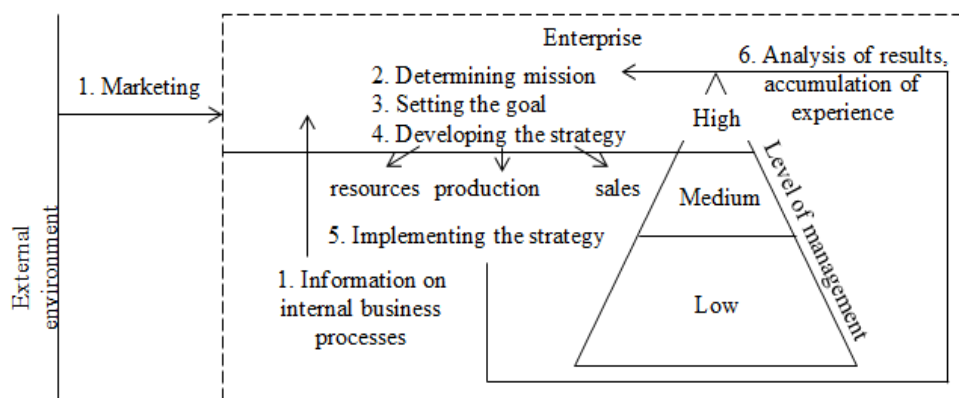 Enterprise
1. Marketing
2. Determining mission
3. Setting the goal
4. Developing the strategy
6. Analysis of results,
accumulation of
experience
High
resources production sales
Medium
5. Implementing the strategy
1. Information on
internal business
processes
Low
Level of management
External
environment